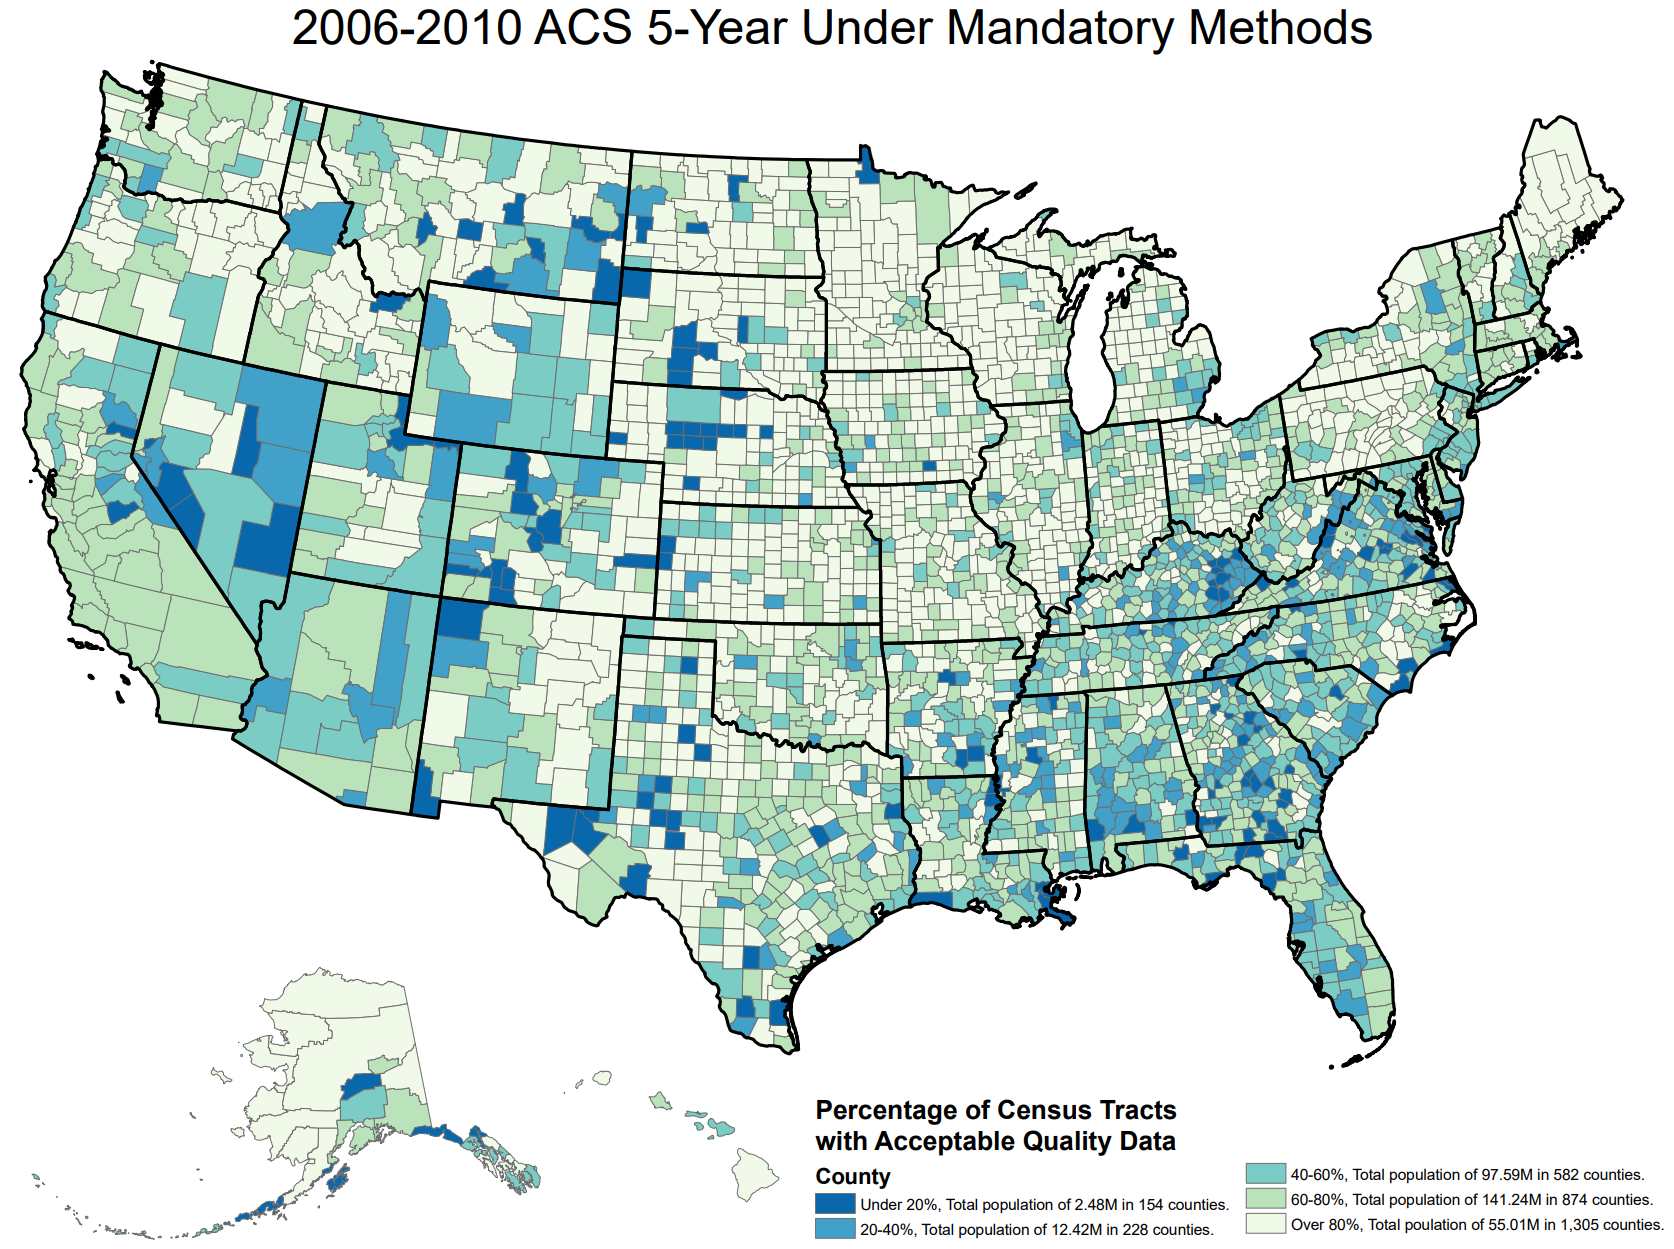 2006-2010 ACS 5-Year Under Mandatory Methods
Percentage of Census Tracts
with Acceptable Quality Data
County
Under 20%, Total population of 2.48M in 154 counties.
20-40%, Total population of 12.42M in 228 counties.
40-60%, Total population of 97.59M in 582 counties.
60-80%, Total population of 141.24M in 874 counties.
Over 80%, Total poulation of 55.01M in 1,305 counties.